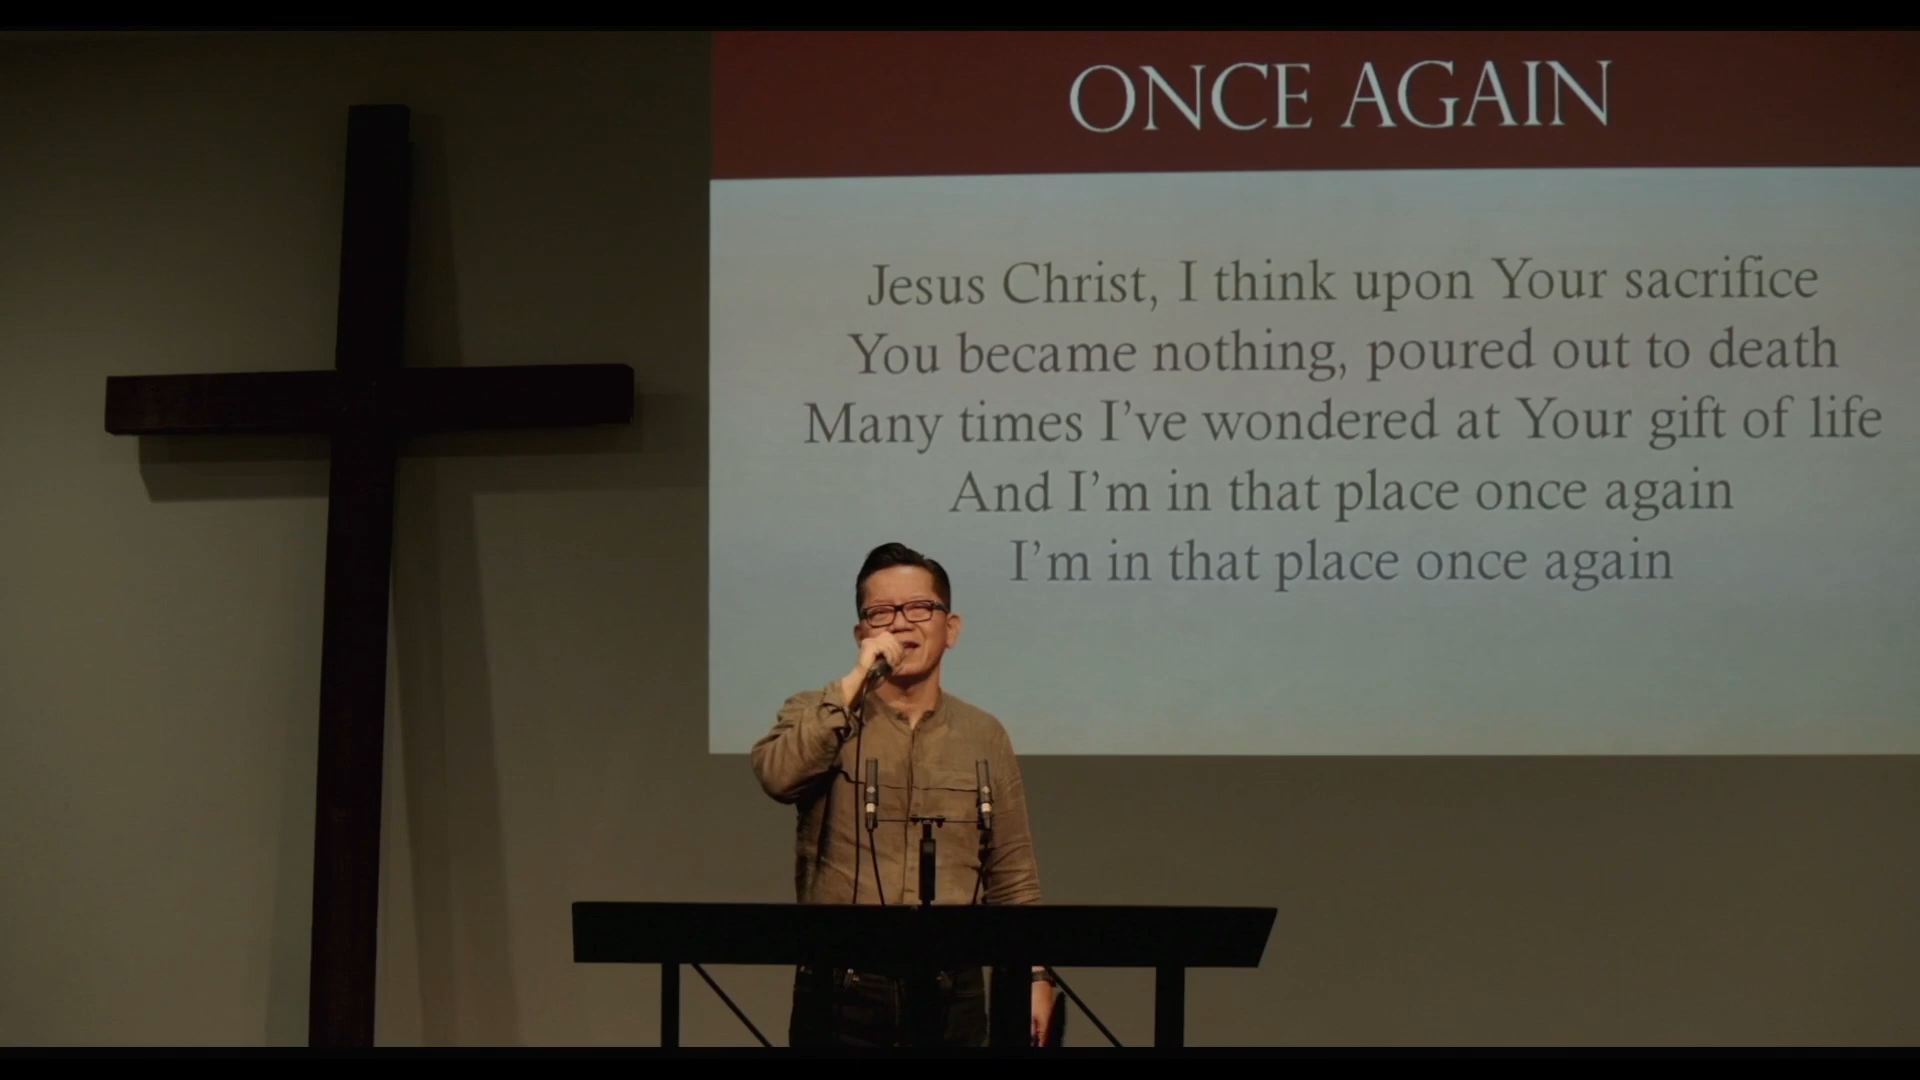 ONCE AGAIN
Jesus Christ, I think upon Your sacrifice
You became nothing, poured out to death
Many times I’ve wondered at Your gift of life
And I’m in that place once again
I’m in that place once again